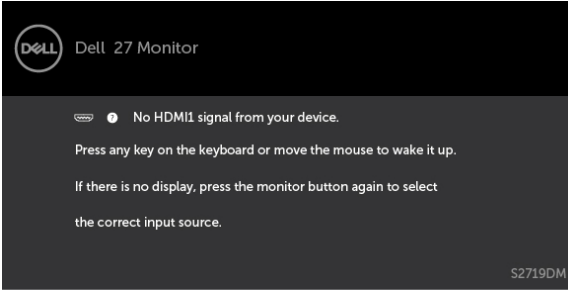 DELL Dell 27 Monitor
? No HDMI1 signal from your device.
Press any key on the keyboard or move the mouse to wake it up.
If there is no display, press the monitor button again to select
the correct input source.
S2719DM